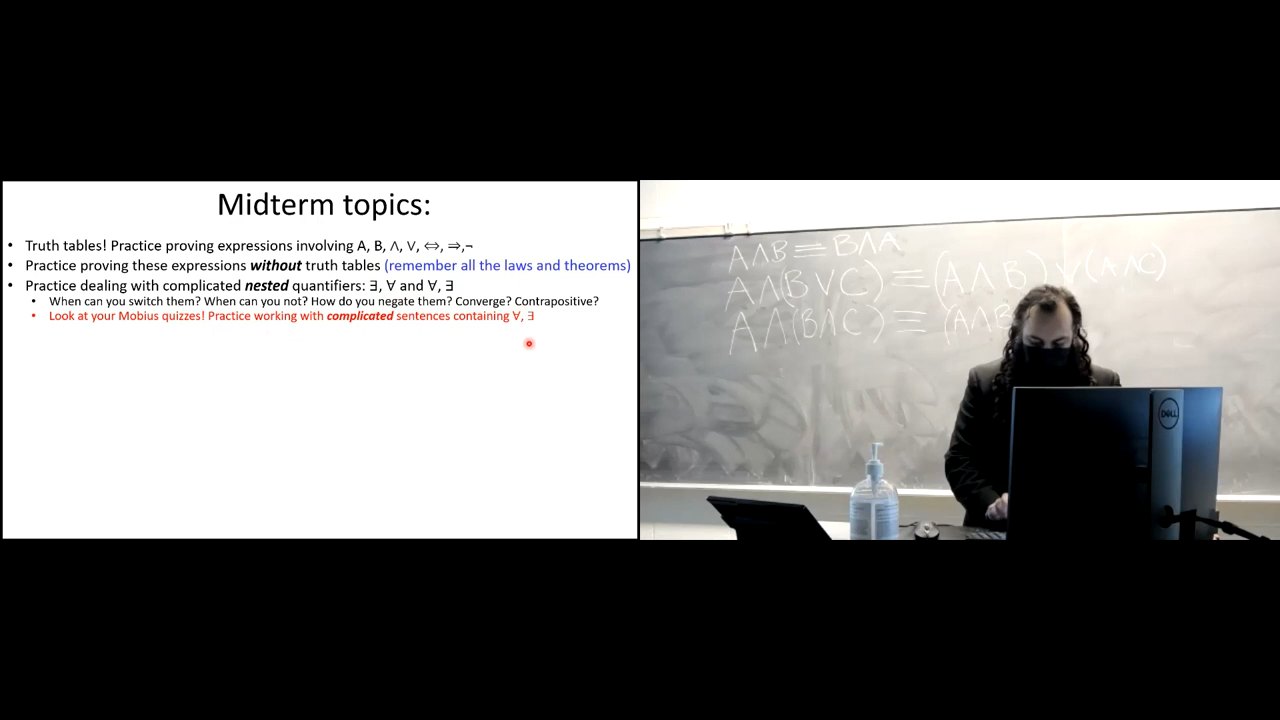 Midterm topics:
• Truth tables! Practice proving expressions involving A, B, ∧, ∨, ⇔, ⇒,¬
• Practice proving these expressions without truth tables (remember all the laws and theorems)
• Practice dealing with complicated nested quantifiers: ∃, ∀ and ∀, ∃
• When can you switch them? When can you not? How do you negate them? Converge? Contrapositive?
• Look at your Mobius quizzes! Practice working with complicated sentences containing ∀, ∃
A∧B ≡ B∧A
A∧(B∨C) ≡ (A∧B)∨(A∧C)
A∧(B∧C) ≡ (A∧B
DELL